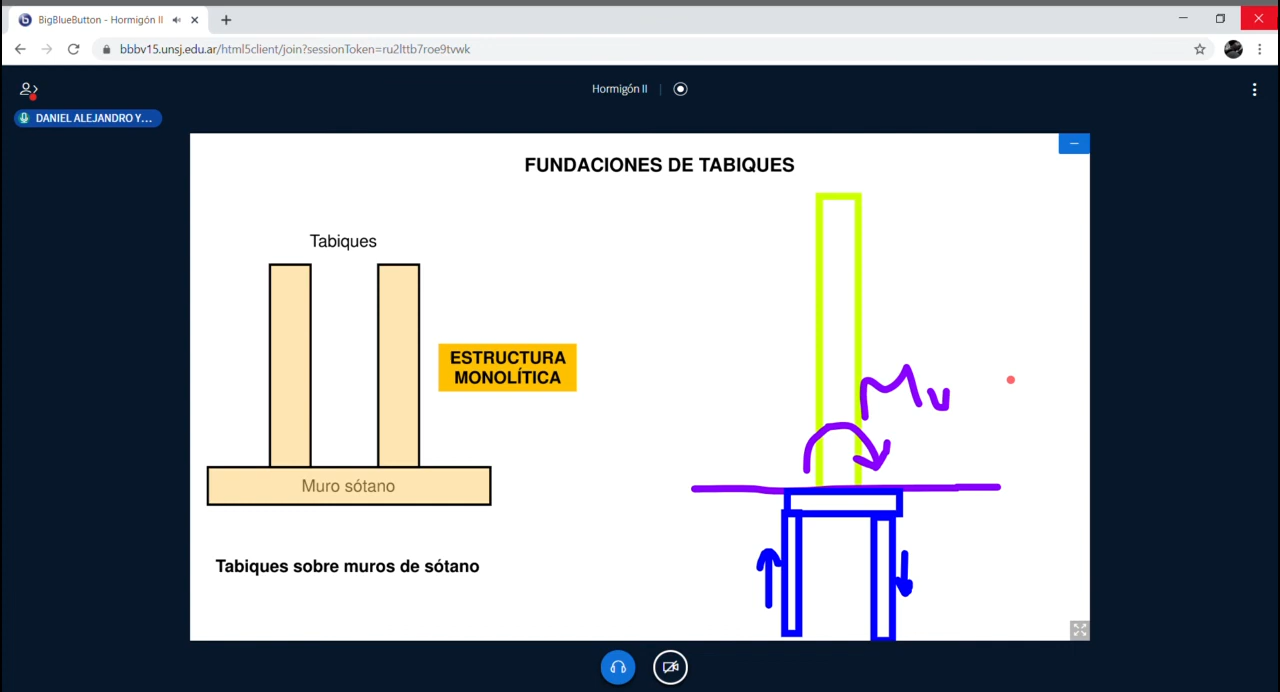 BigBlueButton - Hormigón II
bbbv15.unsj.edu.ar/html5client/join?sessionToken=ru2lttb7roe9tvwk
Hormigón II
DANIEL ALEJANDRO Y...
FUNDACIONES DE TABIQUES
Tabiques
ESTRUCTURA
MONOLÍTICA
Muro sótano
Tabiques sobre muros de sótano
Mu